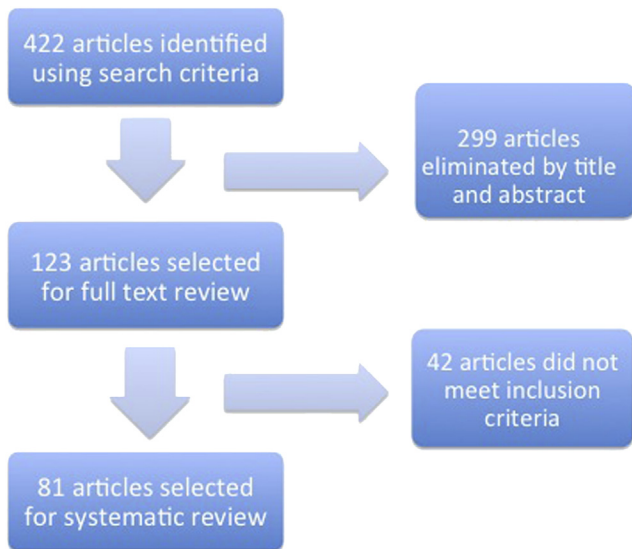 422 articles identified
using search criteria
299 articles
eliminated by title
and abstract
123 articles selected
for full text review
42 articles did not
meet inclusion
criteria
81 articles selected
for systematic review